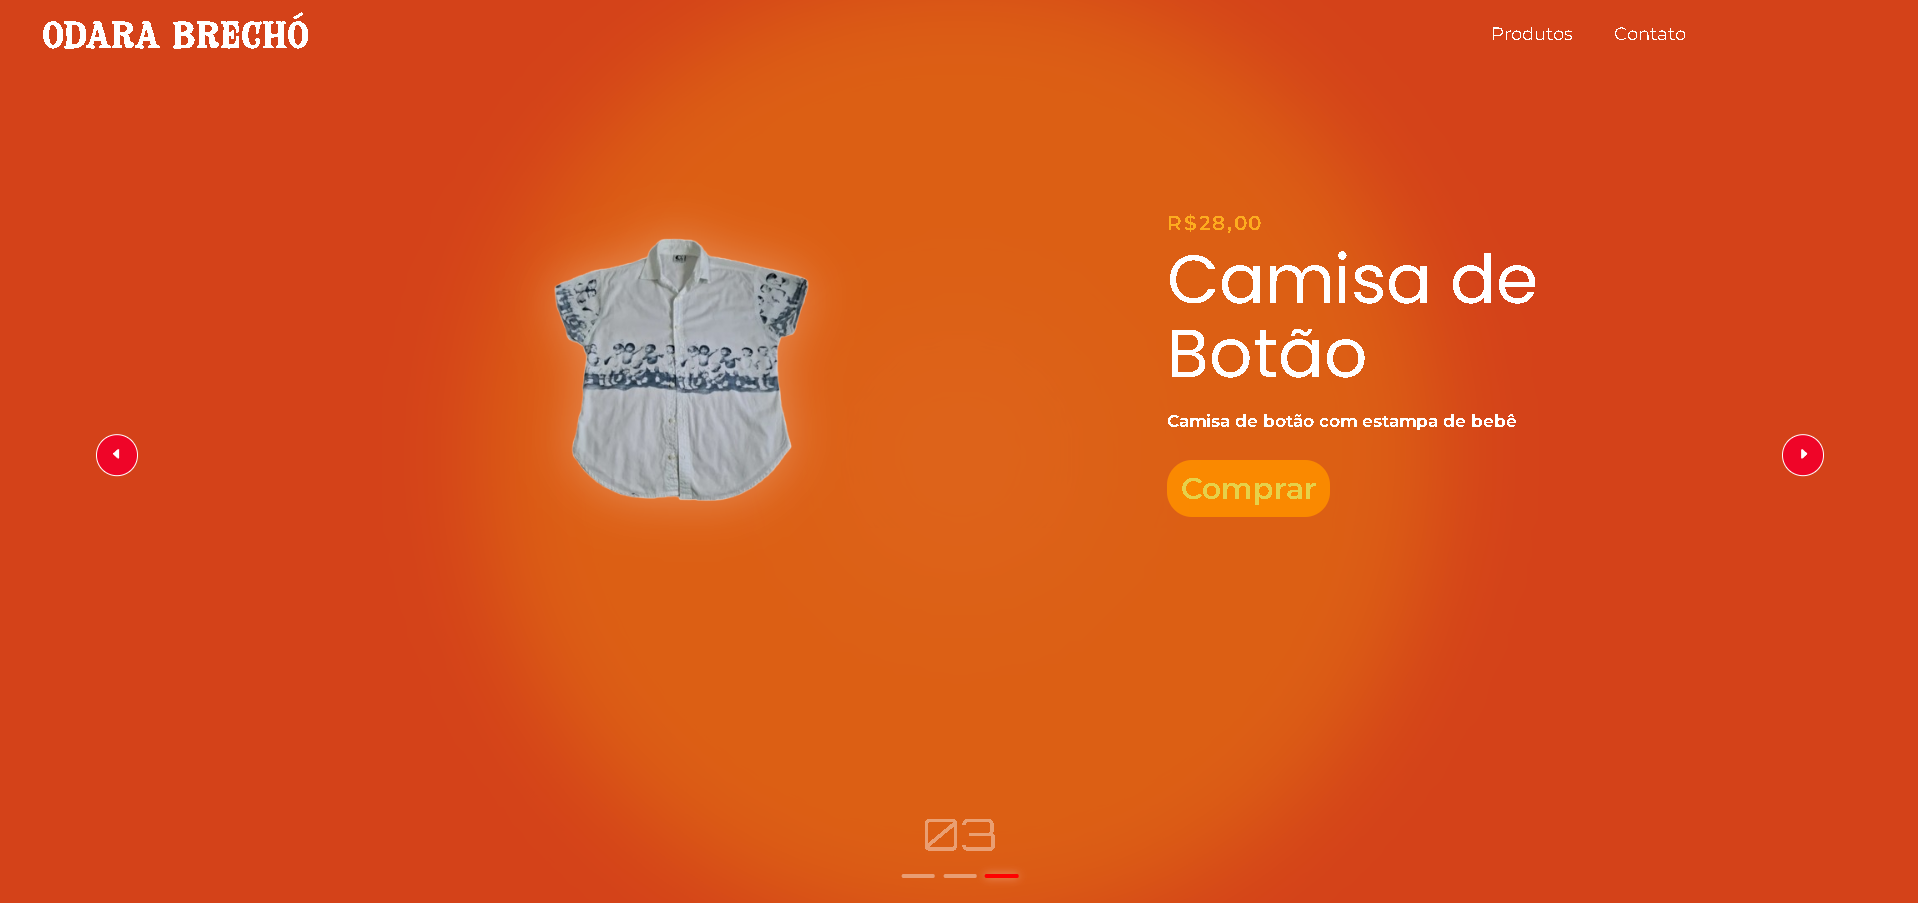 ODARA BRECHÓ
Produtos
Contato
R$28,00
Camisa de
Botão
Camisa de botão com estampa de bebê
Comprar
03